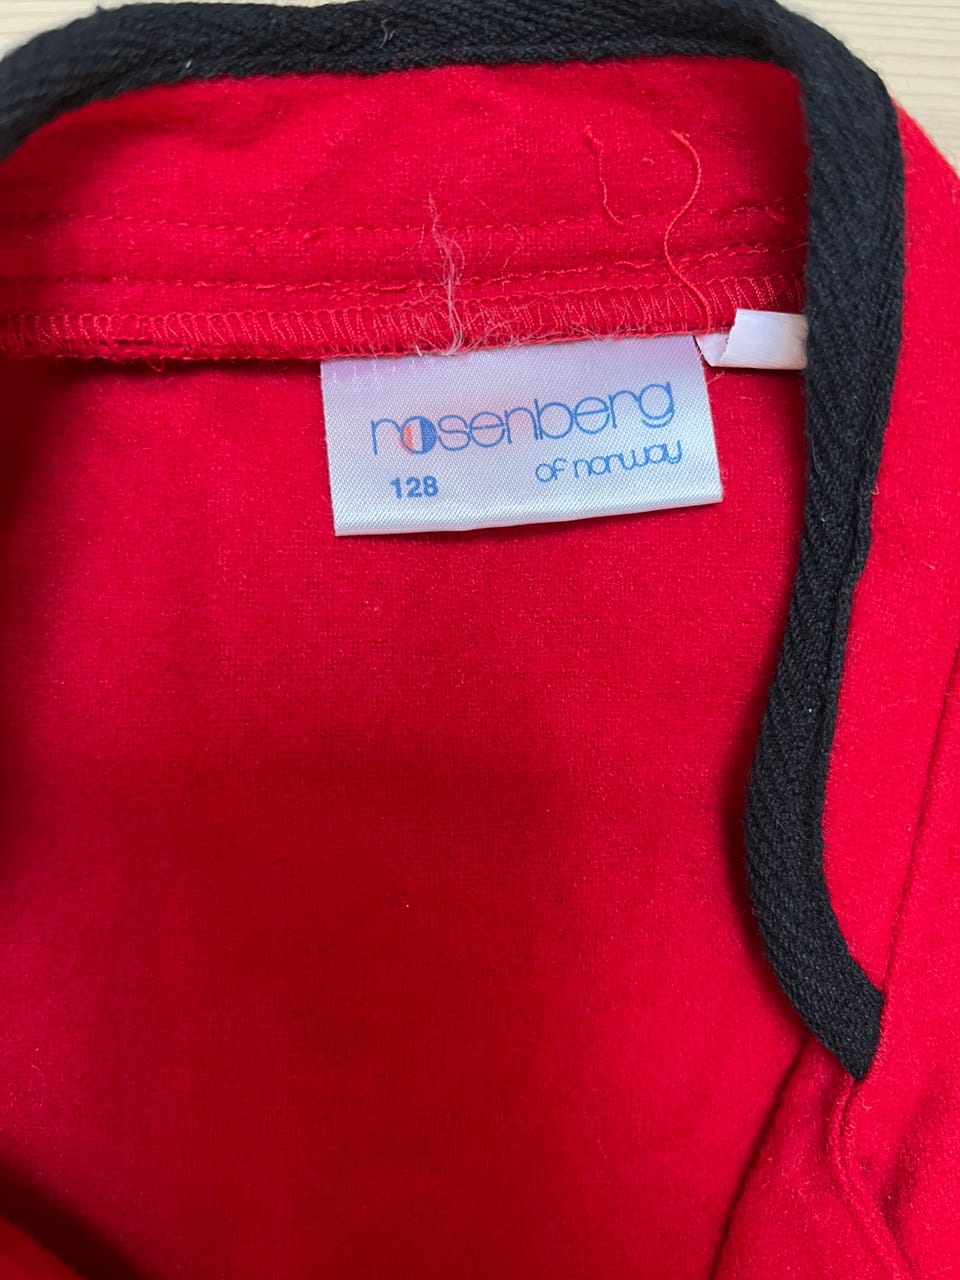 rosenberg
of norway
128